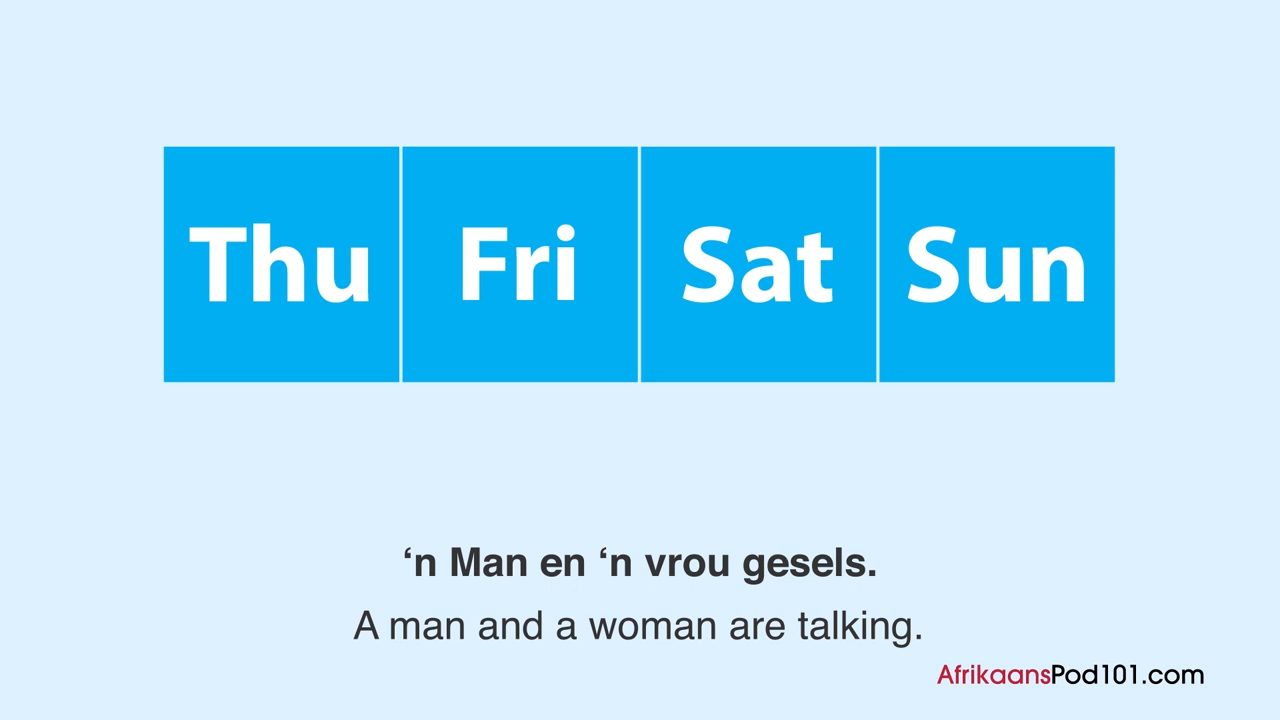 Thu Fri Sat Sun
‘n Man en ‘n vrou gesels.
A man and a woman are talking.
AfrikaansPod101.com